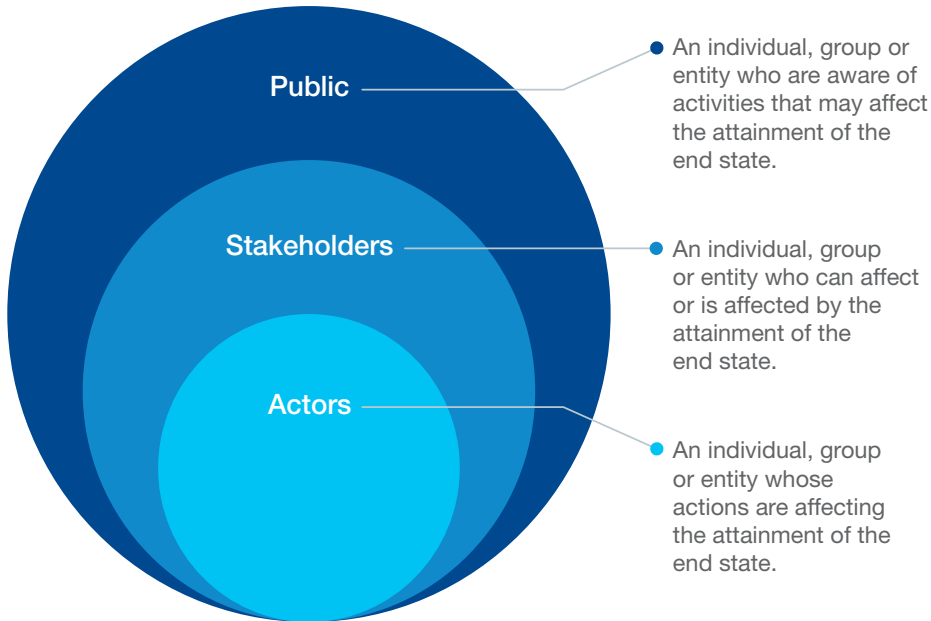 Public
An individual, group or
entity who are aware of
activities that may affect
the attainment of the
end state.
Stakeholders
An individual, group
or entity who can affect
or is affected by the
attainment of the
end state.
Actors
An individual, group
or entity whose
actions are affecting
the attainment of the
end state.